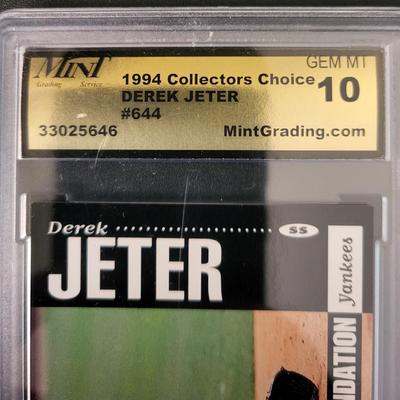 MINT
Grading Service
1994 Collectors Choice
DEREK JETER
#644
GEM MT
10
33025646
MintGrading.com
Derek
SS
JETER
Yankees
NDATION